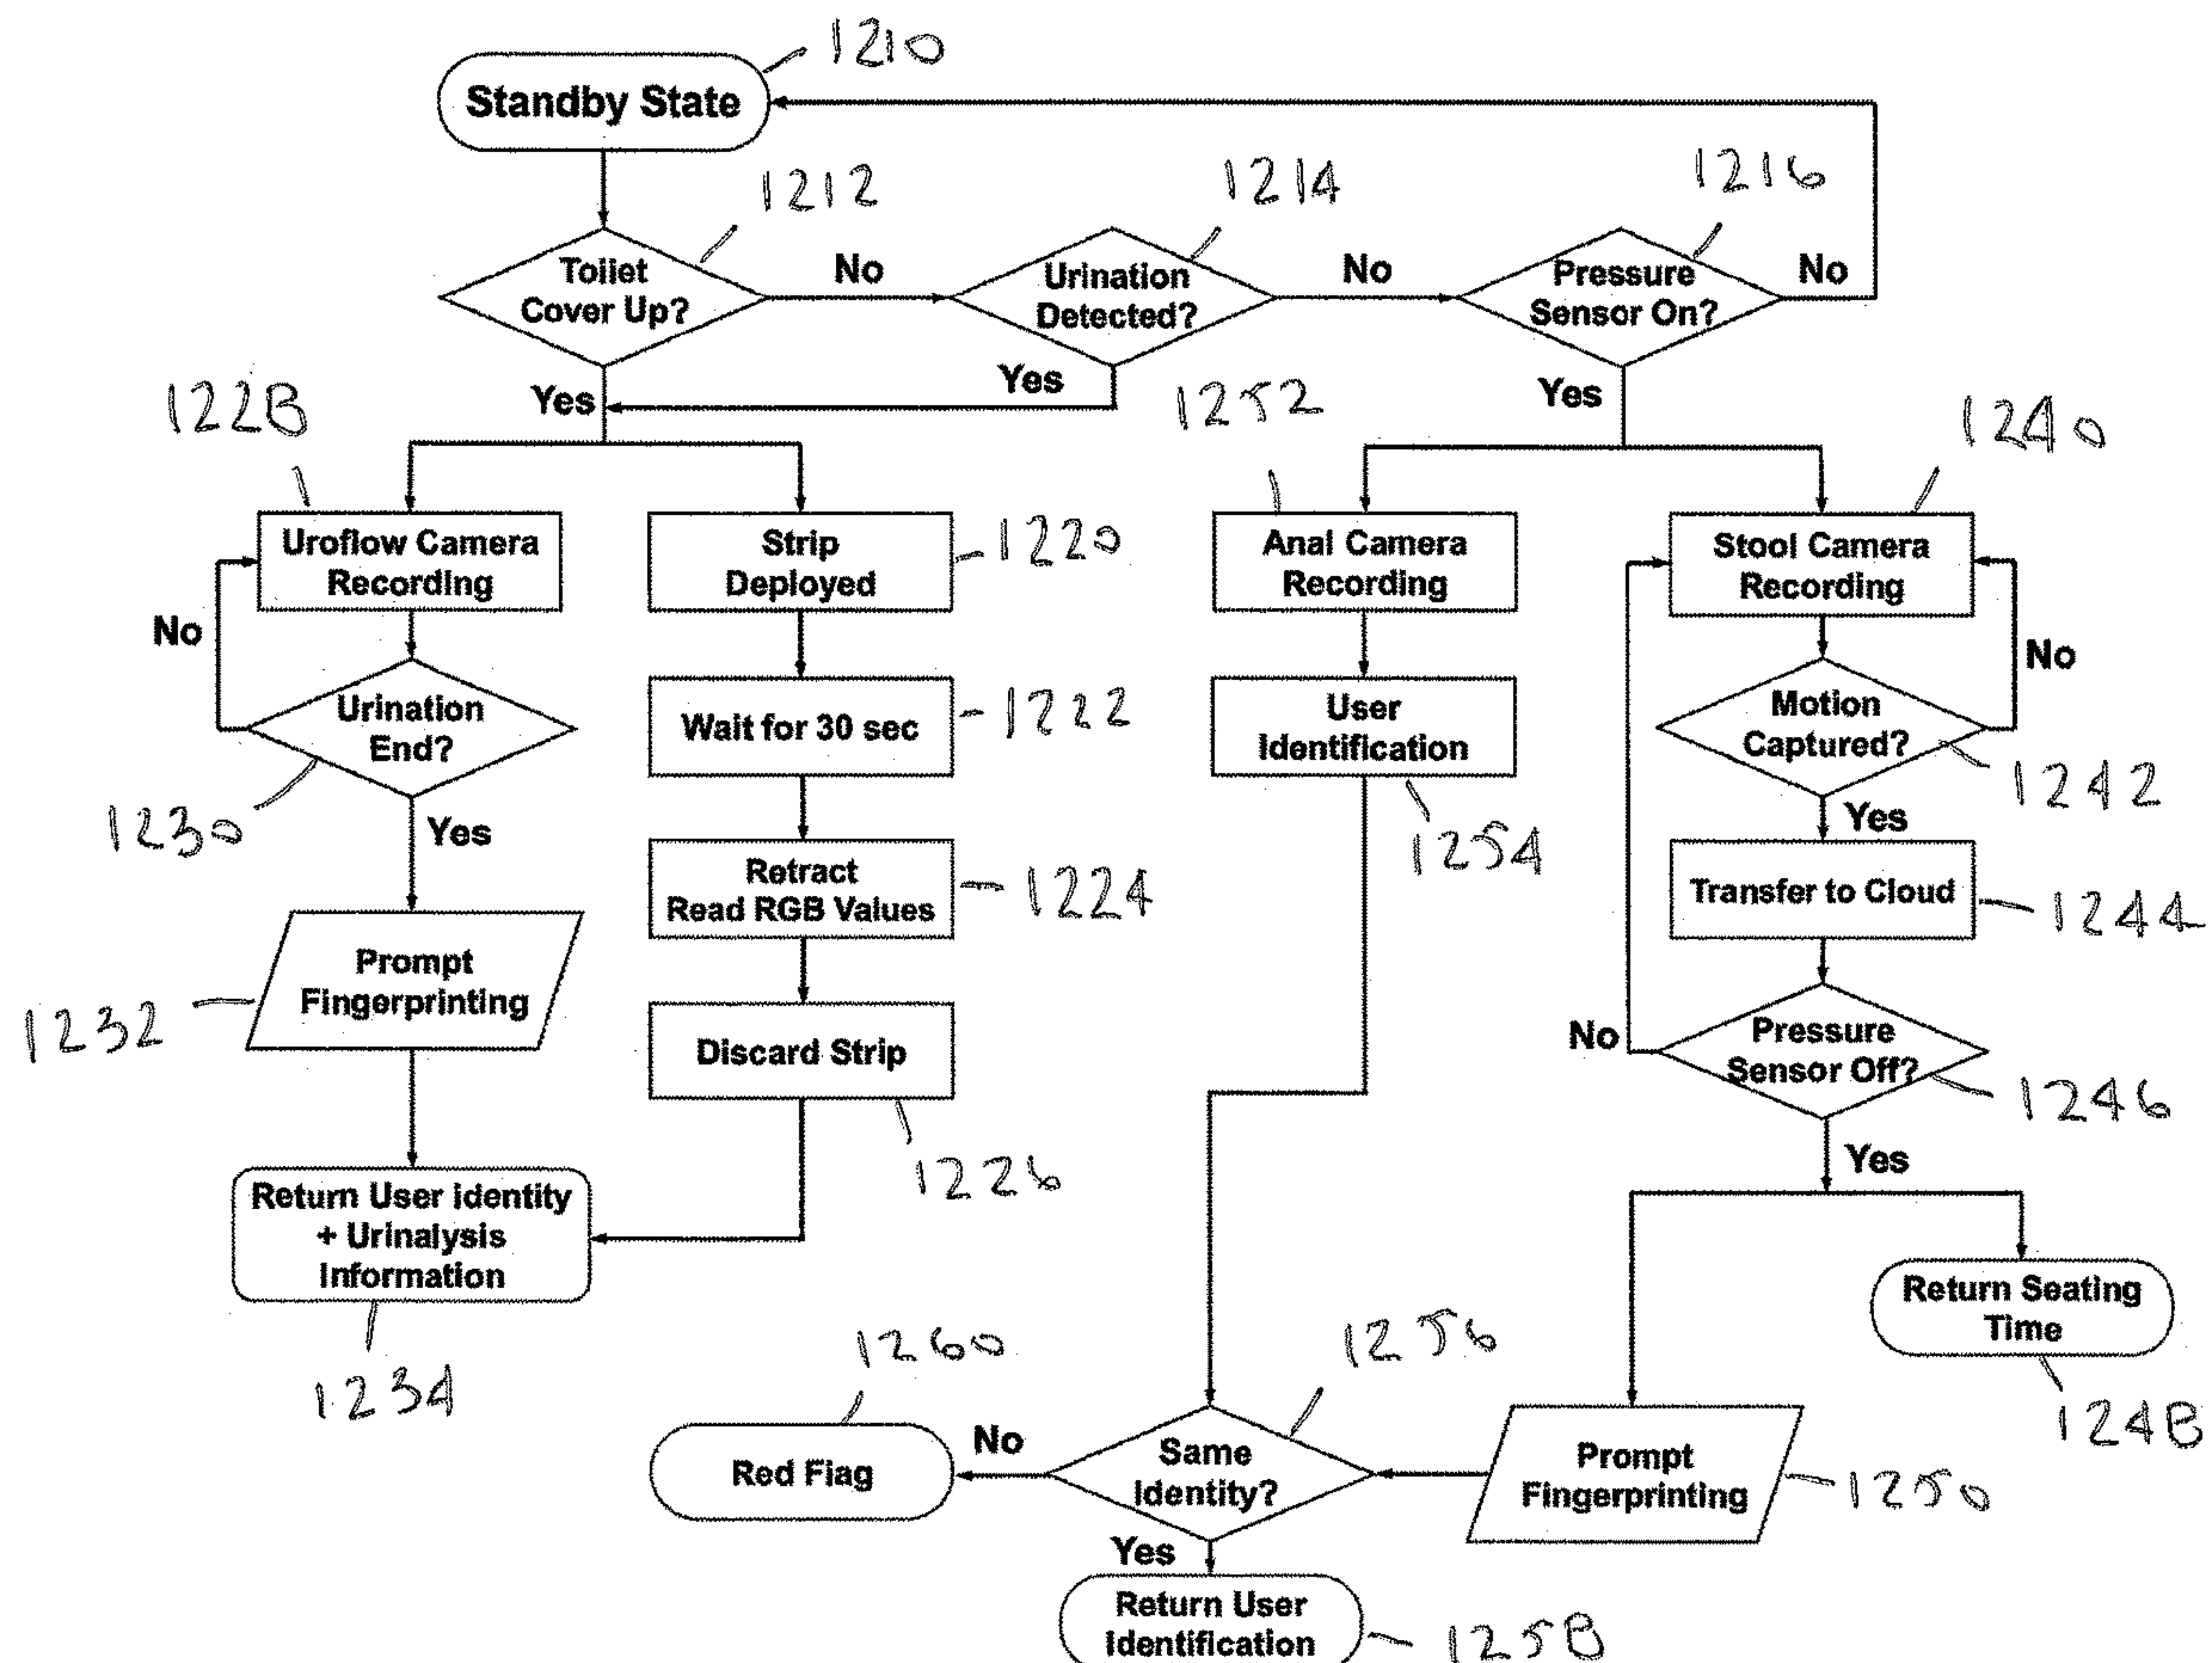 1210
Standby State
1212
1214
1216
Toilet
Cover Up?
No
Urination
Detected?
No
Pressure
Sensor On?
No
Yes
Yes
Yes
1228
1252
1240
Uroflow Camera
Recording
Strip
Deployed
1220
Anal Camera
Recording
Stool Camera
Recording
No
No
Urination
End?
Wait for 30 sec
1222
User
Identification
Motion
Captured?
1230
1242
Yes
Yes
1254
Retract
Read RGB Values
1224
Transfer to Cloud
1244
Prompt
Fingerprinting
1232
Discard Strip
No
Pressure
Sensor Off?
1246
1226
Yes
Return User identity
+ Urinalysis
Information
1234
Return Seating
Time
1248
1260
1256
Red Flag
No
Same
Identity?
Prompt
Fingerprinting
1250
Yes
Return User
Identification
1258